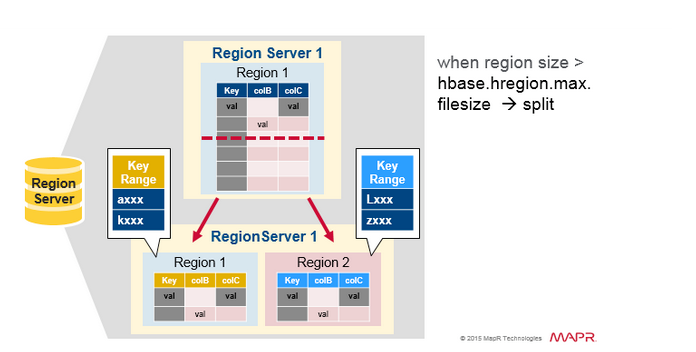 Region Server 1
Region 1
Key colB colC
val val
val
when region size >
hbase.hregion.max.
filesize → split
Region
Server
Key
Range
axxx
kxxx
Key
Range
Lxxx
zxxx
RegionServer 1
Region 1
Key colB colC
val val
val
Region 2
Key colB colC
val val
val
© 2015 MapR Technologies MAPR